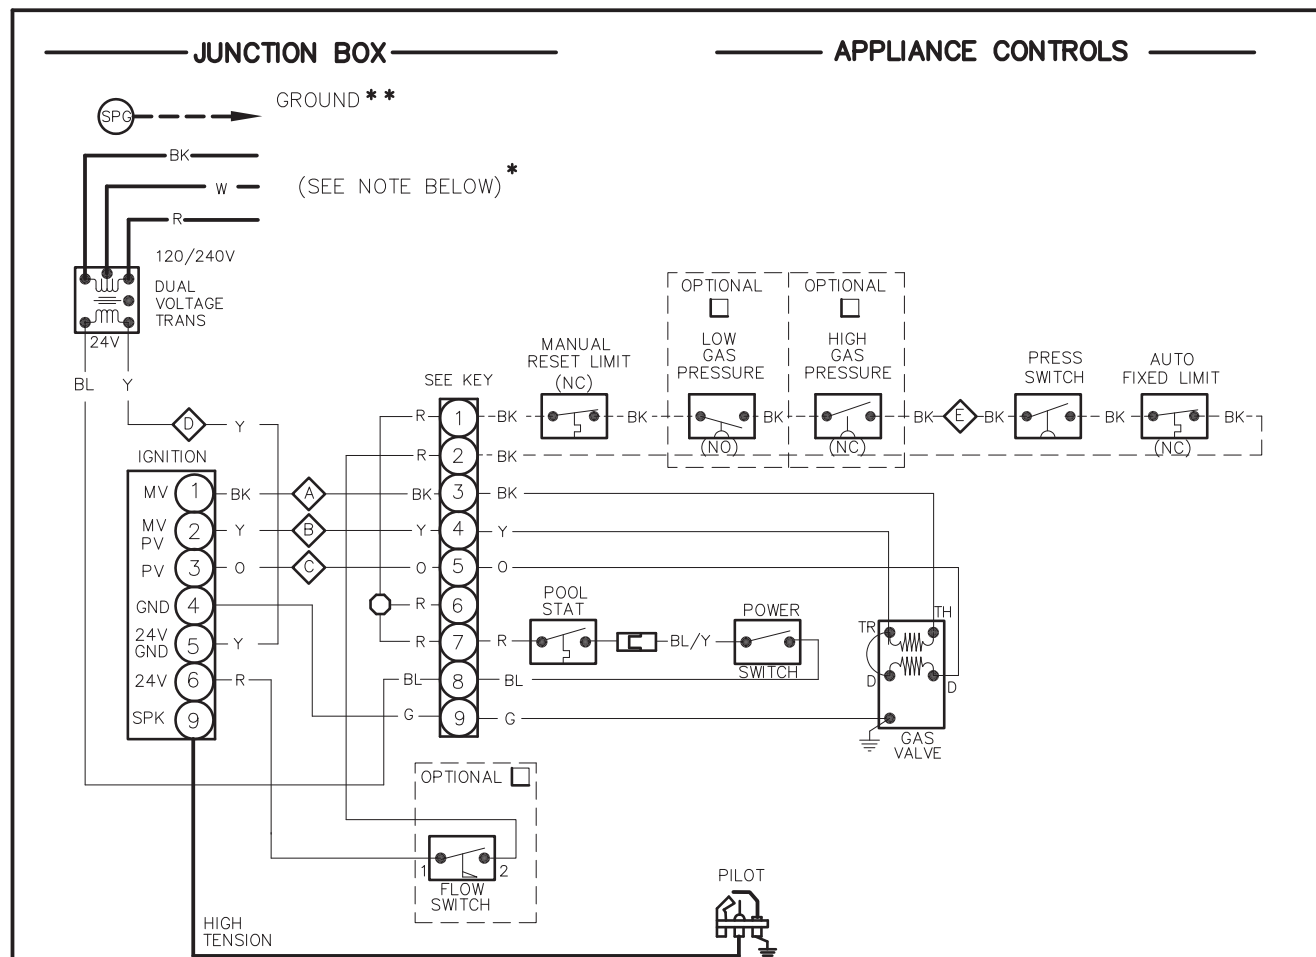 JUNCTION BOX
APPLIANCE CONTROLS
SPG
GROUND **
BK
W
(SEE NOTE BELOW)*
R
120/240V
DUAL
VOLTAGE
TRANS
24V
BL Y
D Y
OPTIONAL
LOW
GAS
PRESSURE
(NO)
OPTIONAL
HIGH
GAS
PRESSURE
(NC)
MANUAL
RESET LIMIT
(NC)
PRESS
SWITCH
AUTO
FIXED LIMIT
(NC)
SEE KEY
R 1 BK BK BK BK E BK BK BK
R 2 BK
BK 3 BK
Y 4 Y
O 5 O
R 6
R 7 R
BL 8 BL
G 9 G
IGNITION
MV 1 BK A
MV
PV
2 Y B
PV 3 O C
GND 4
24V
GND
5 Y
24V 6 R
SPK 9
POOL
STAT
BL/Y
POWER
SWITCH
TR TH
D D
GAS
VALVE
OPTIONAL
1 2
FLOW
SWITCH
PILOT
HIGH
TENSION